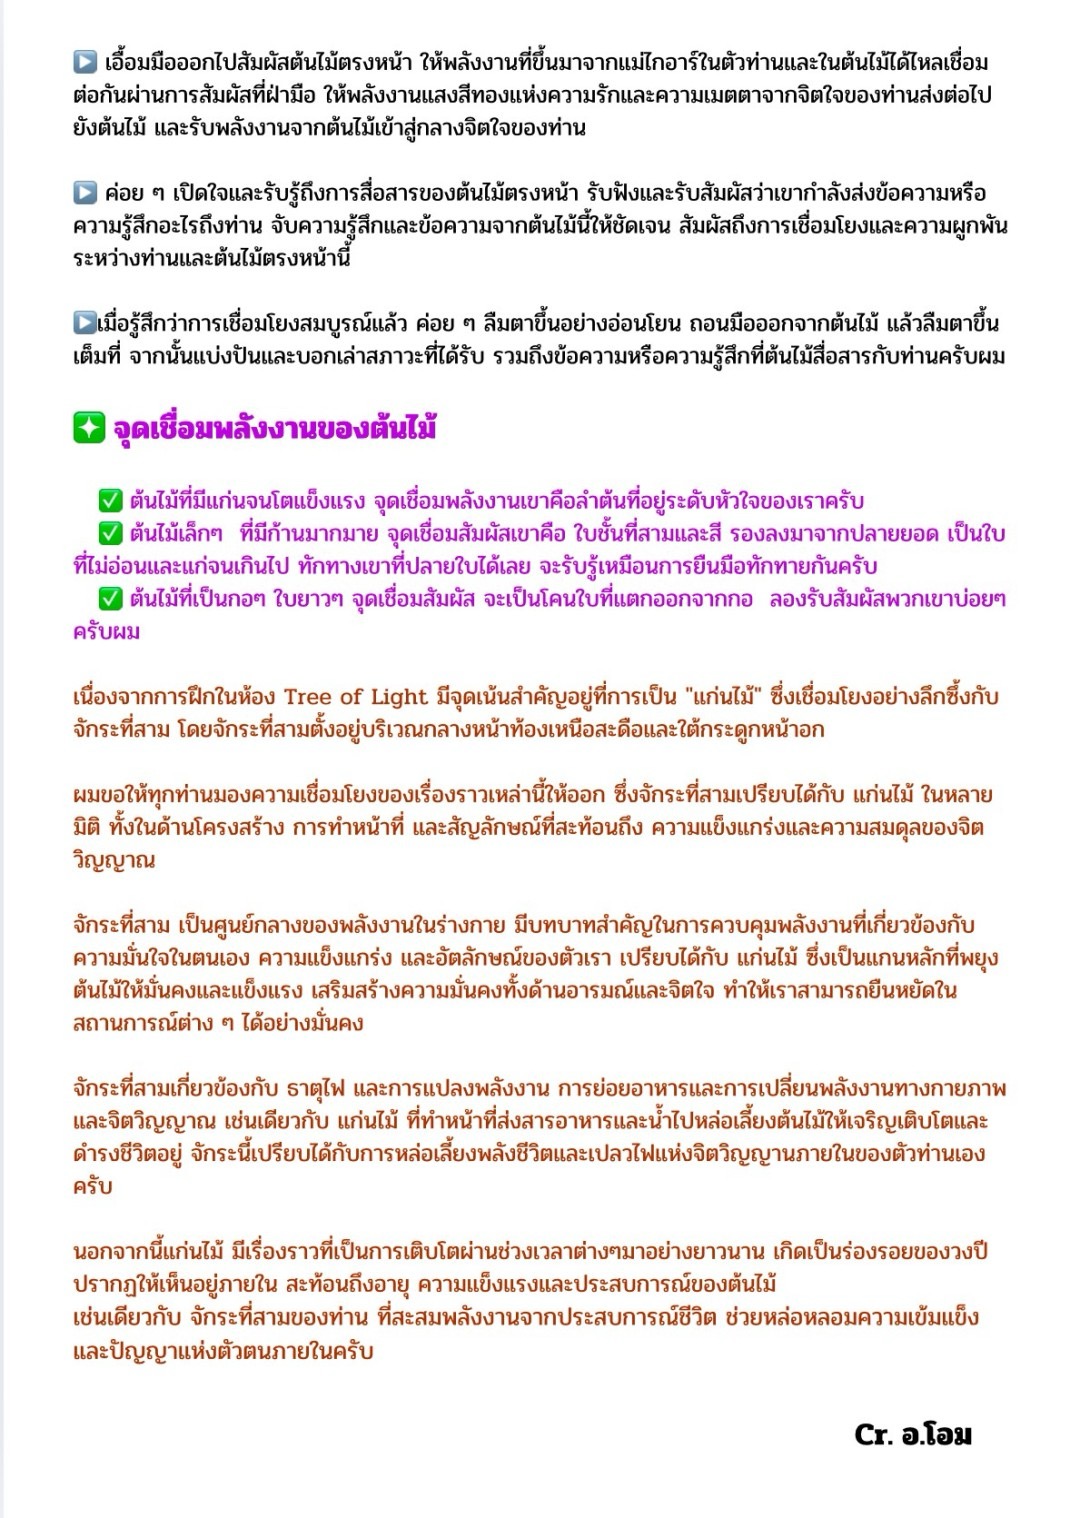 ▶️ เอื้อมมือออกไปสัมผัสต้นไม้ตรงหน้า ให้พลังงานที่ขึ้นมาจากแม่ไกอาร์ในตัวท่านและในต้นไม้ได้ไหลเชื่อม
ต่อกันผ่านการสัมผัสที่ฝ่ามือ ให้พลังงานแสงสีทองแห่งความรักและความเมตตาจากจิตใจของท่านส่งต่อไป
ยังต้นไม้ และรับพลังงานจากต้นไม้เข้าสู่กลางจิตใจของท่าน
▶️ ค่อย ๆ เปิดใจและรับรู้ถึงการสื่อสารของต้นไม้ตรงหน้า รับฟังและรับสัมผัสว่าเขากำลังส่งข้อความหรือ
ความรู้สึกอะไรถึงท่าน จับความรู้สึกและข้อความจากต้นไม้นี้ให้ชัดเจน สัมผัสถึงการเชื่อมโยงและความผูกพัน
ระหว่างท่านและต้นไม้ตรงหน้านี้
▶️เมื่อรู้สึกว่าการเชื่อมโยงสมบูรณ์แล้ว ค่อย ๆ ลืมตาขึ้นอย่างอ่อนโยน ถอนมือออกจากต้นไม้ แล้วลืมตาขึ้น
เต็มที่ จากนั้นแบ่งปันและบอกเล่าสภาวะที่ได้รับ รวมถึงข้อความหรือความรู้สึกที่ต้นไม้สื่อสารกับท่านครับผม
จุดเชื่อมพลังงานของต้นไม้
✅ ต้นไม้ที่มีแก่นจนโตแข็งแรง จุดเชื่อมพลังงานเขาคือลำต้นที่อยู่ระดับหัวใจของเราครับ
✅ ต้นไม้เล็กๆ ที่มีก้านมากมาย จุดเชื่อมสัมผัสเขาคือ ใบชั้นที่สามและสี่ รองลงมาจากปลายยอด เป็นใบ
ที่ไม่อ่อนและแก่จนเกินไป ทักทางเขาที่ปลายใบได้เลย จะรับรู้เหมือนการยืนมือทักทายกันครับ
✅ ต้นไม้ที่เป็นกอๆ ใบยาวๆ จุดเชื่อมสัมผัส จะเป็นโคนใบที่แตกออกจากกอ ลองรับสัมผัสพวกเขาบ่อยๆ
ครับผม
เนื่องจากการฝึกในห้อง Tree of Light มีจุดเน้นสำคัญอยู่ที่การเป็น "แก่นไม้" ซึ่งเชื่อมโยงอย่างลึกซึ้งกับ
จักระที่สาม โดยจักระที่สามตั้งอยู่บริเวณกลางหน้าท้องเหนือสะดือและใต้กระดูกหน้าอก
ผมขอให้ทุกท่านมองความเชื่อมโยงของเรื่องราวเหล่านี้ให้ออก ซึ่งจักระที่สามเปรียบได้กับ แก่นไม้ ในหลาย
มิติ ทั้งในด้านโครงสร้าง การทำหน้าที่ และสัญลักษณ์ที่สะท้อนถึง ความแข็งแกร่งและความสมดุลของจิต
วิญญาณ
จักระที่สาม เป็นศูนย์กลางของพลังงานในร่างกาย มีบทบาทสำคัญในการควบคุมพลังงานที่เกี่ยวข้องกับ
ความมั่นใจในตนเอง ความแข็งแกร่ง และอัตลักษณ์ของตัวเรา เปรียบได้กับ แก่นไม้ ซึ่งเป็นแกนหลักที่พยุง
ต้นไม้ให้มั่นคงและแข็งแรง เสริมสร้างความมั่นคงทั้งด้านอารมณ์และจิตใจ ทำให้เราสามารถยืนหยัดใน
สถานการณ์ต่าง ๆ ได้อย่างมั่นคง
จักระที่สามเกี่ยวข้องกับ ธาตุไฟ และการแปลงพลังงาน การย่อยอาหารและการเปลี่ยนพลังงานทางกายภาพ
และจิตวิญญาณ เช่นเดียวกับ แก่นไม้ ที่ทำหน้าที่ส่งสารอาหารและน้ำไปหล่อเลี้ยงต้นไม้ให้เจริญเติบโตและ
ดำรงชีวิตอยู่ จักระนี้เปรียบได้กับการหล่อเลี้ยงพลังชีวิตและเปลวไฟแห่งจิตวิญญานภายในของตัวท่านเอง
ครับ
นอกจากนี้แก่นไม้ มีเรื่องราวที่เป็นการเติบโตผ่านช่วงเวลาต่างๆมาอย่างยาวนาน เกิดเป็นร่องรอยของวงปี
ปรากฏให้เห็นอยู่ภายใน สะท้อนถึงอายุ ความแข็งแรงและประสบการณ์ของต้นไม้
เช่นเดียวกับ จักระที่สามของท่าน ที่สะสมพลังงานจากประสบการณ์ชีวิต ช่วยหล่อหลอมความเข้มแข็ง
และปัญญาแห่งตัวตนภายในครับ
Cr. อ.โอม